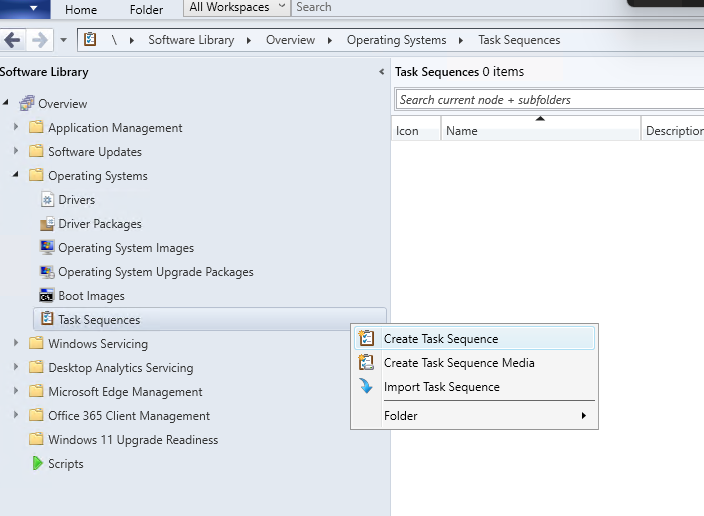 Home Folder All Workspaces Search
\ Software Library Overview Operating Systems Task Sequences
Software Library
Overview
Application Management
Software Updates
Operating Systems
Drivers
Driver Packages
Operating System Images
Operating System Upgrade Packages
Boot Images
Task Sequences
Windows Servicing
Desktop Analytics Servicing
Microsoft Edge Management
Office 365 Client Management
Windows 11 Upgrade Readiness
Scripts
Task Sequences 0 items
Search current node + subfolders
Icon Name Description
Create Task Sequence
Create Task Sequence Media
Import Task Sequence
Folder